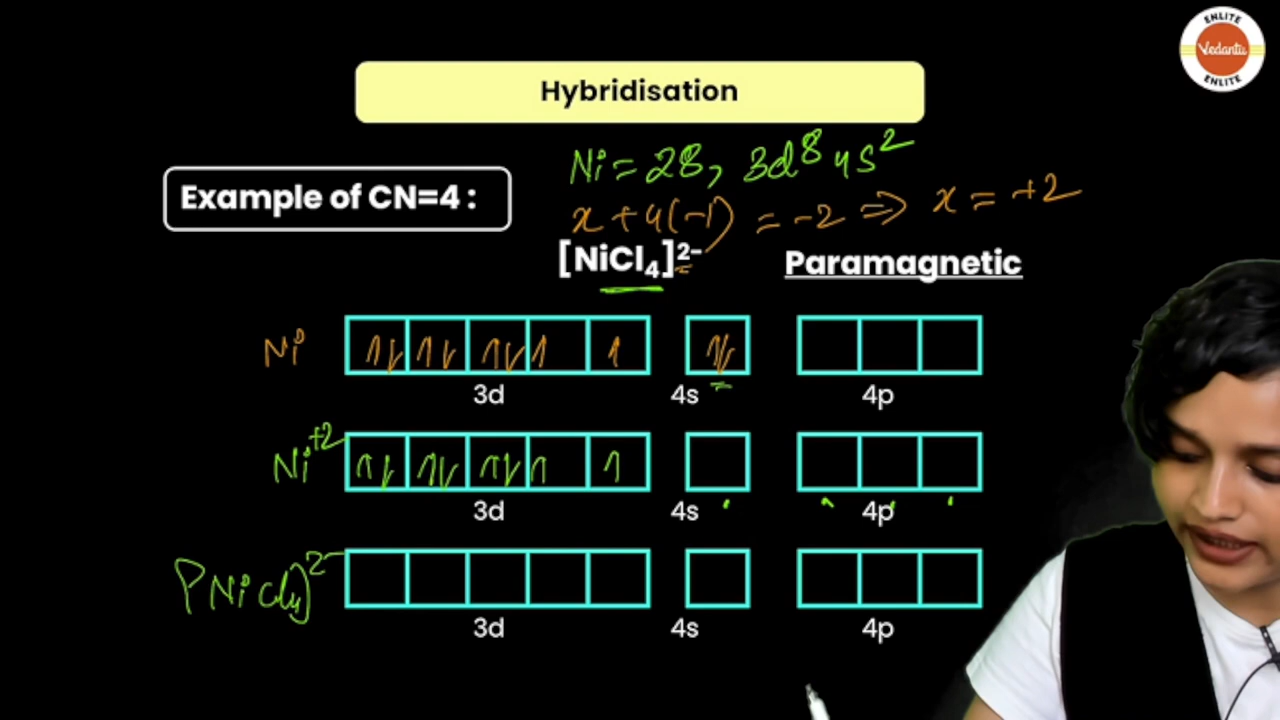 ENLITE
Vedantu
ENLITE
Hybridisation
Ni = 28, 3d⁸ 4s²
Example of CN=4 :
x + 4(-1) = -2 ⇒ x = +2
[NiCl₄]²⁻ Paramagnetic
Ni ↿⇂ ↿⇂ ↿⇂ ↿ ↿ ↿⇂
3d 4s 4p
Ni⁺² ↿⇂ ↿⇂ ↿⇂ ↿ ↿
3d 4s 4p
[NiCl₄]²⁻
3d 4s 4p